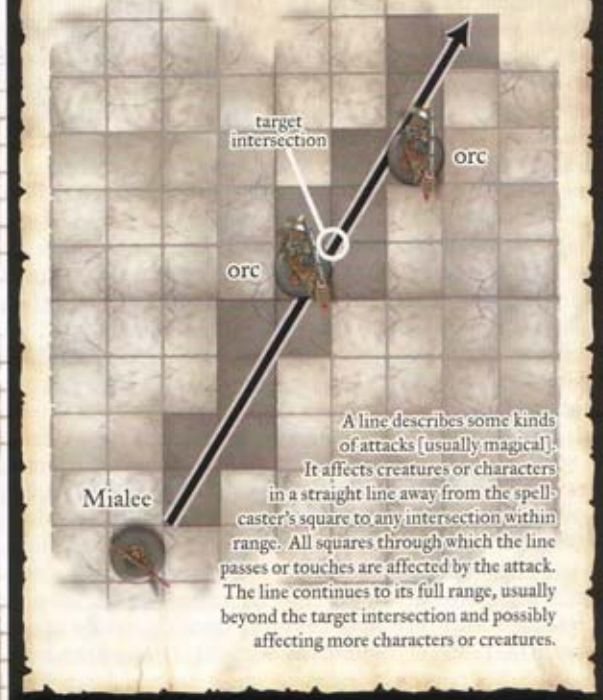 target
intersection
orc
orc
Mialee
A line describes some kinds
of attacks [usually magical].
It affects creatures or characters
in a straight line away from the spell-
caster's square to any intersection within
range. All squares through which the line
passes or touches are affected by the attack.
The line continues to its full range, usually
beyond the target intersection and possibly
affecting more characters or creatures.